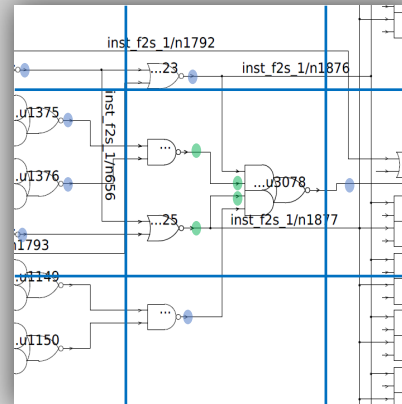 inst_f2s_1/n1792
...23
inst_f2s_1/n1876
.u1375
inst_f2s_1/n656
...
.u1376
...u3078
...25
inst_f2s_1/n1877
n1793
.u1149
...
.u1150